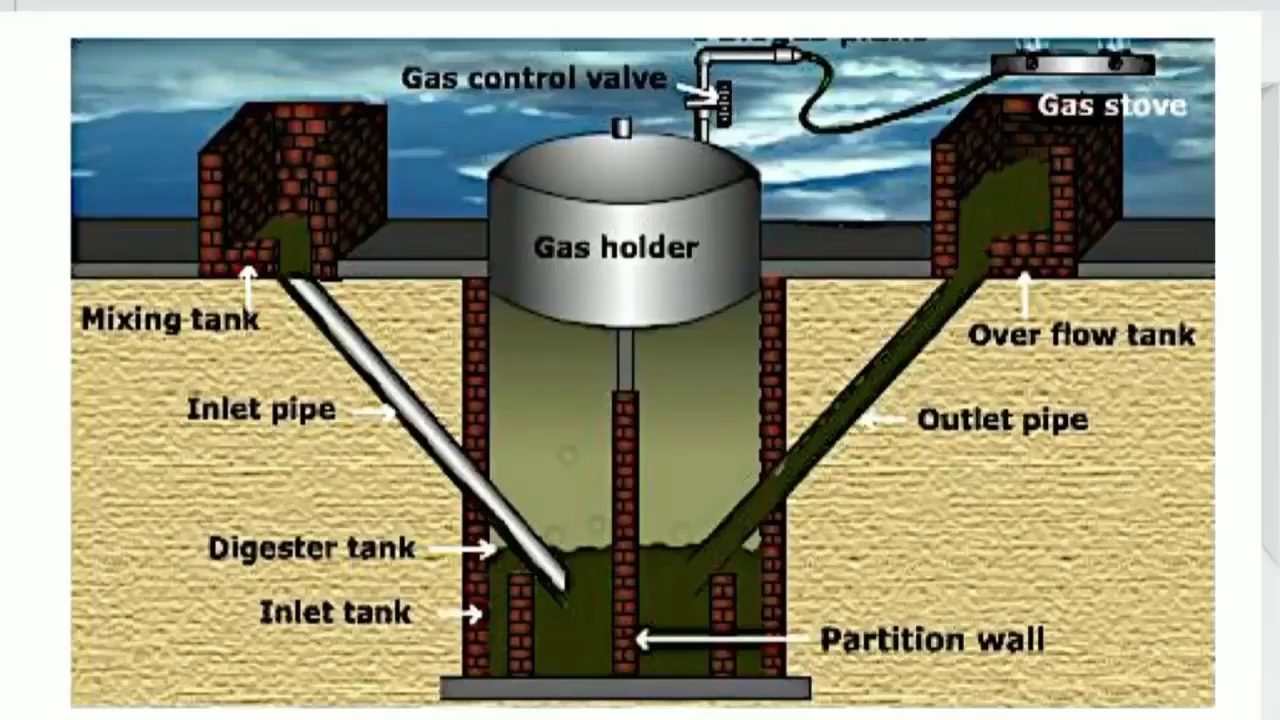 Gas control valve
Gas stove
Gas holder
Mixing tank
Over flow tank
Inlet pipe
Outlet pipe
Digester tank
Inlet tank
Partition wall